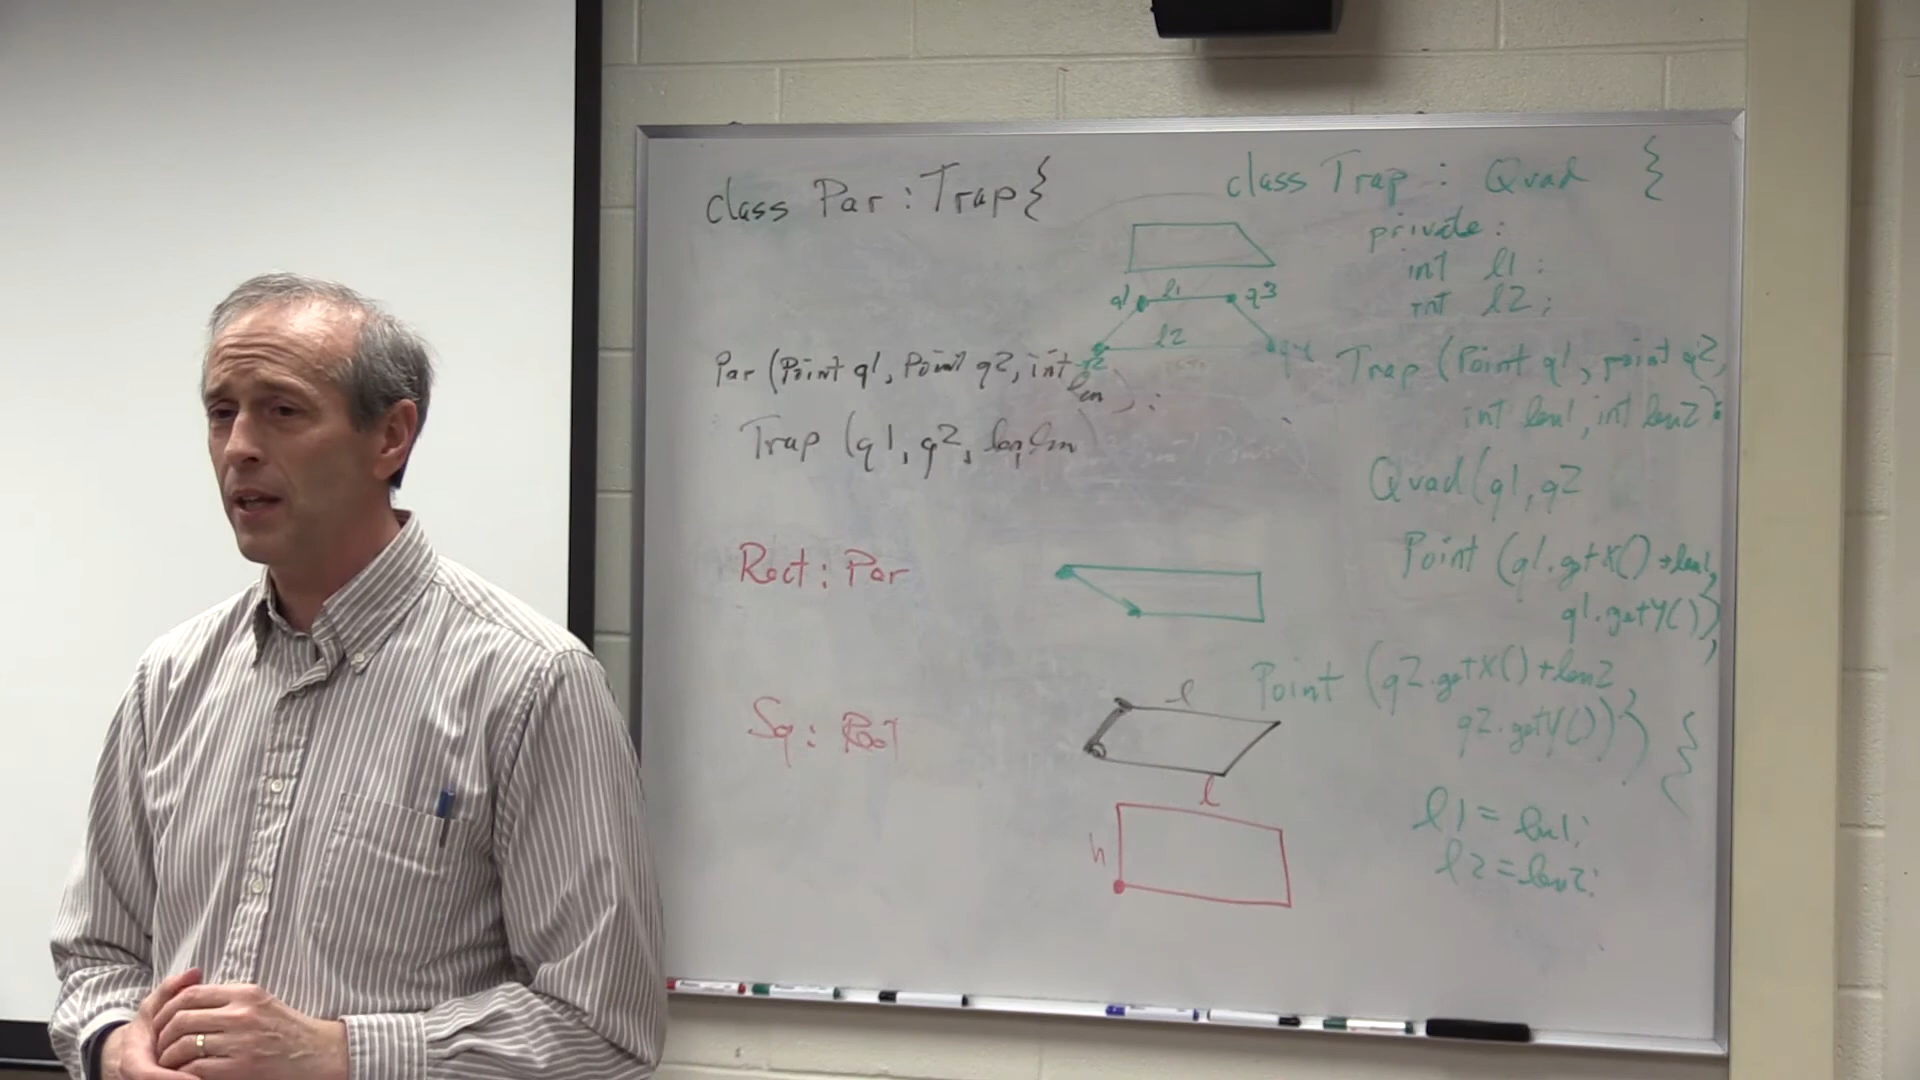 class Par : Trap {
Par (Point q1, Point q2, int
len ) :
Trap (q1, q2, len, len)
Rect : Par
Sq : Rect
class Trap : Quad {
private :
int l1 ;
int l2 ;
q1 l1 q3
q2 l2 q4
Trap (Point q1, point q2,
int len1, int len2) :
Quad (q1, q2
Point (q1.getX() + len1,
q1.getY()),
Point (q2.getX() + len2,
q2.getY())) {
l1 = len1;
l2 = len2;
l
l
h